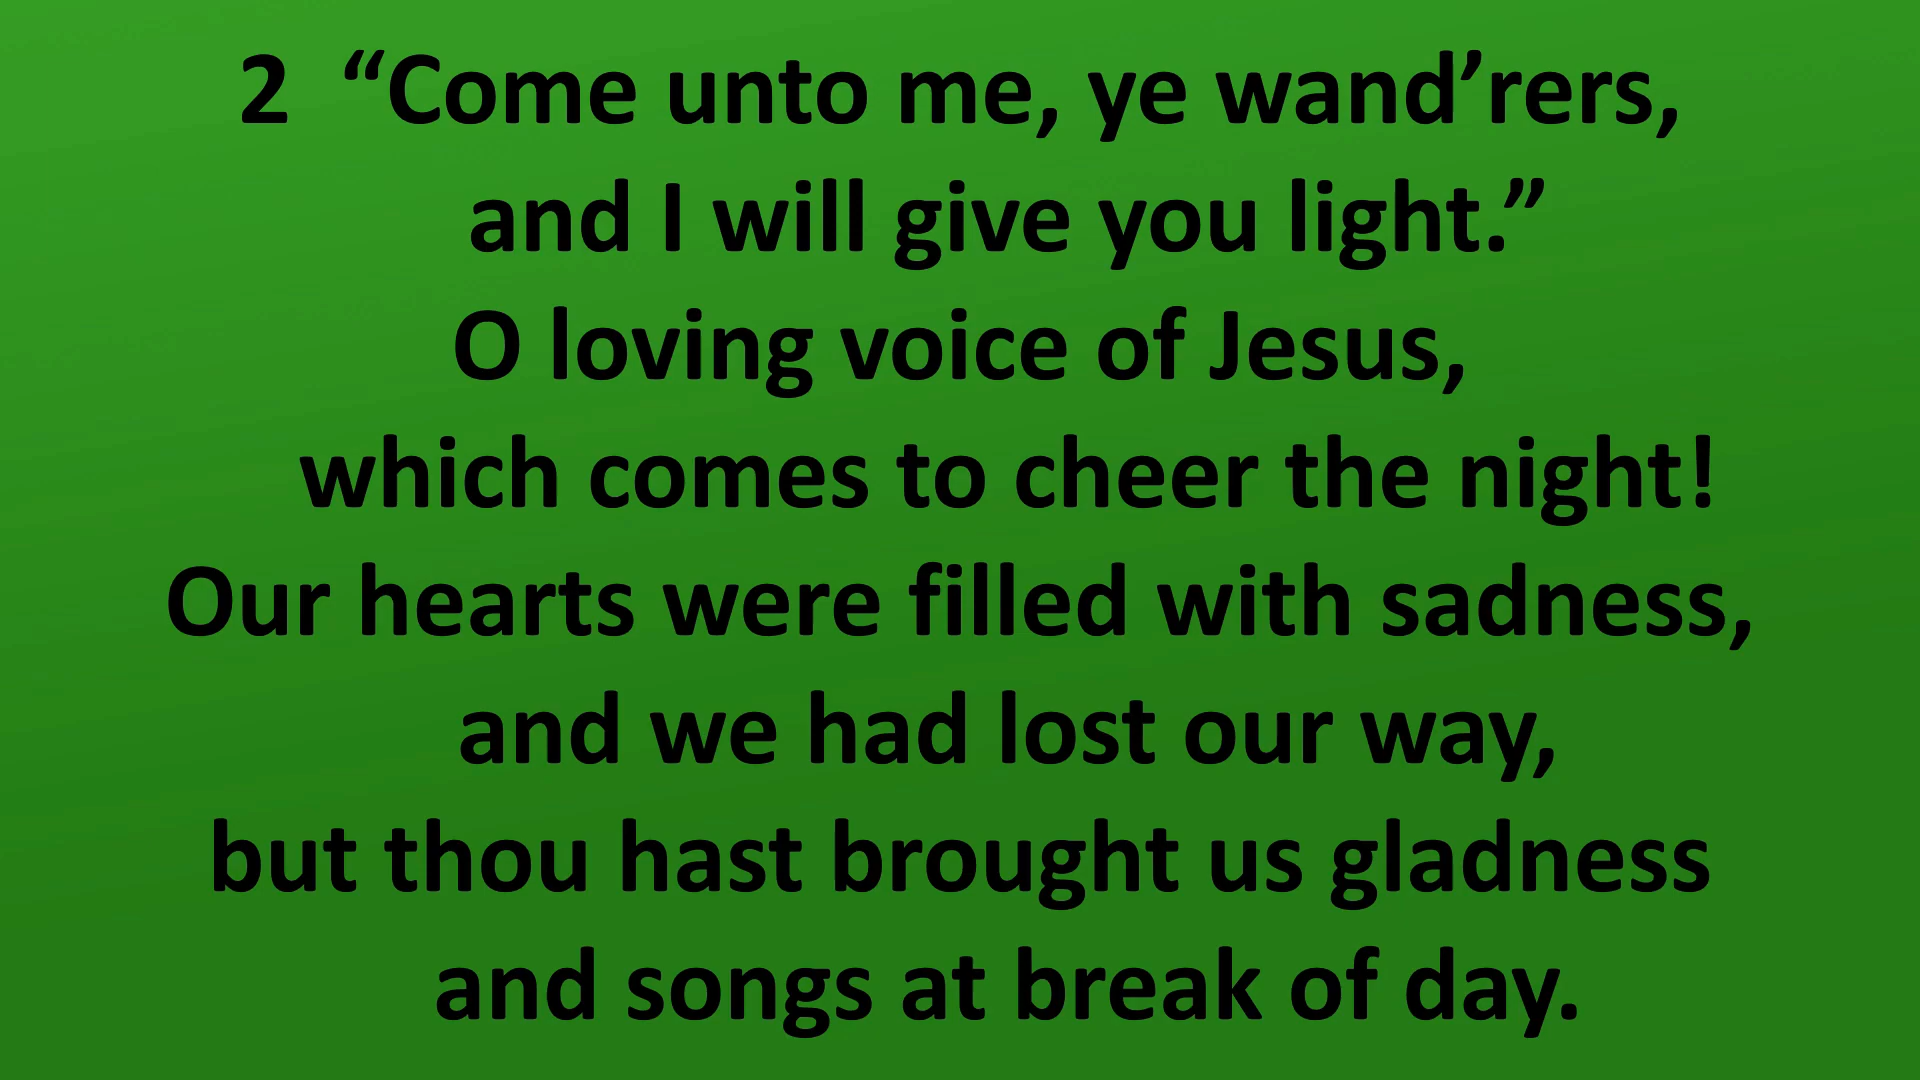 2 “Come unto me, ye wand’rers,
and I will give you light.”
O loving voice of Jesus,
which comes to cheer the night!
Our hearts were filled with sadness,
and we had lost our way,
but thou hast brought us gladness
and songs at break of day.